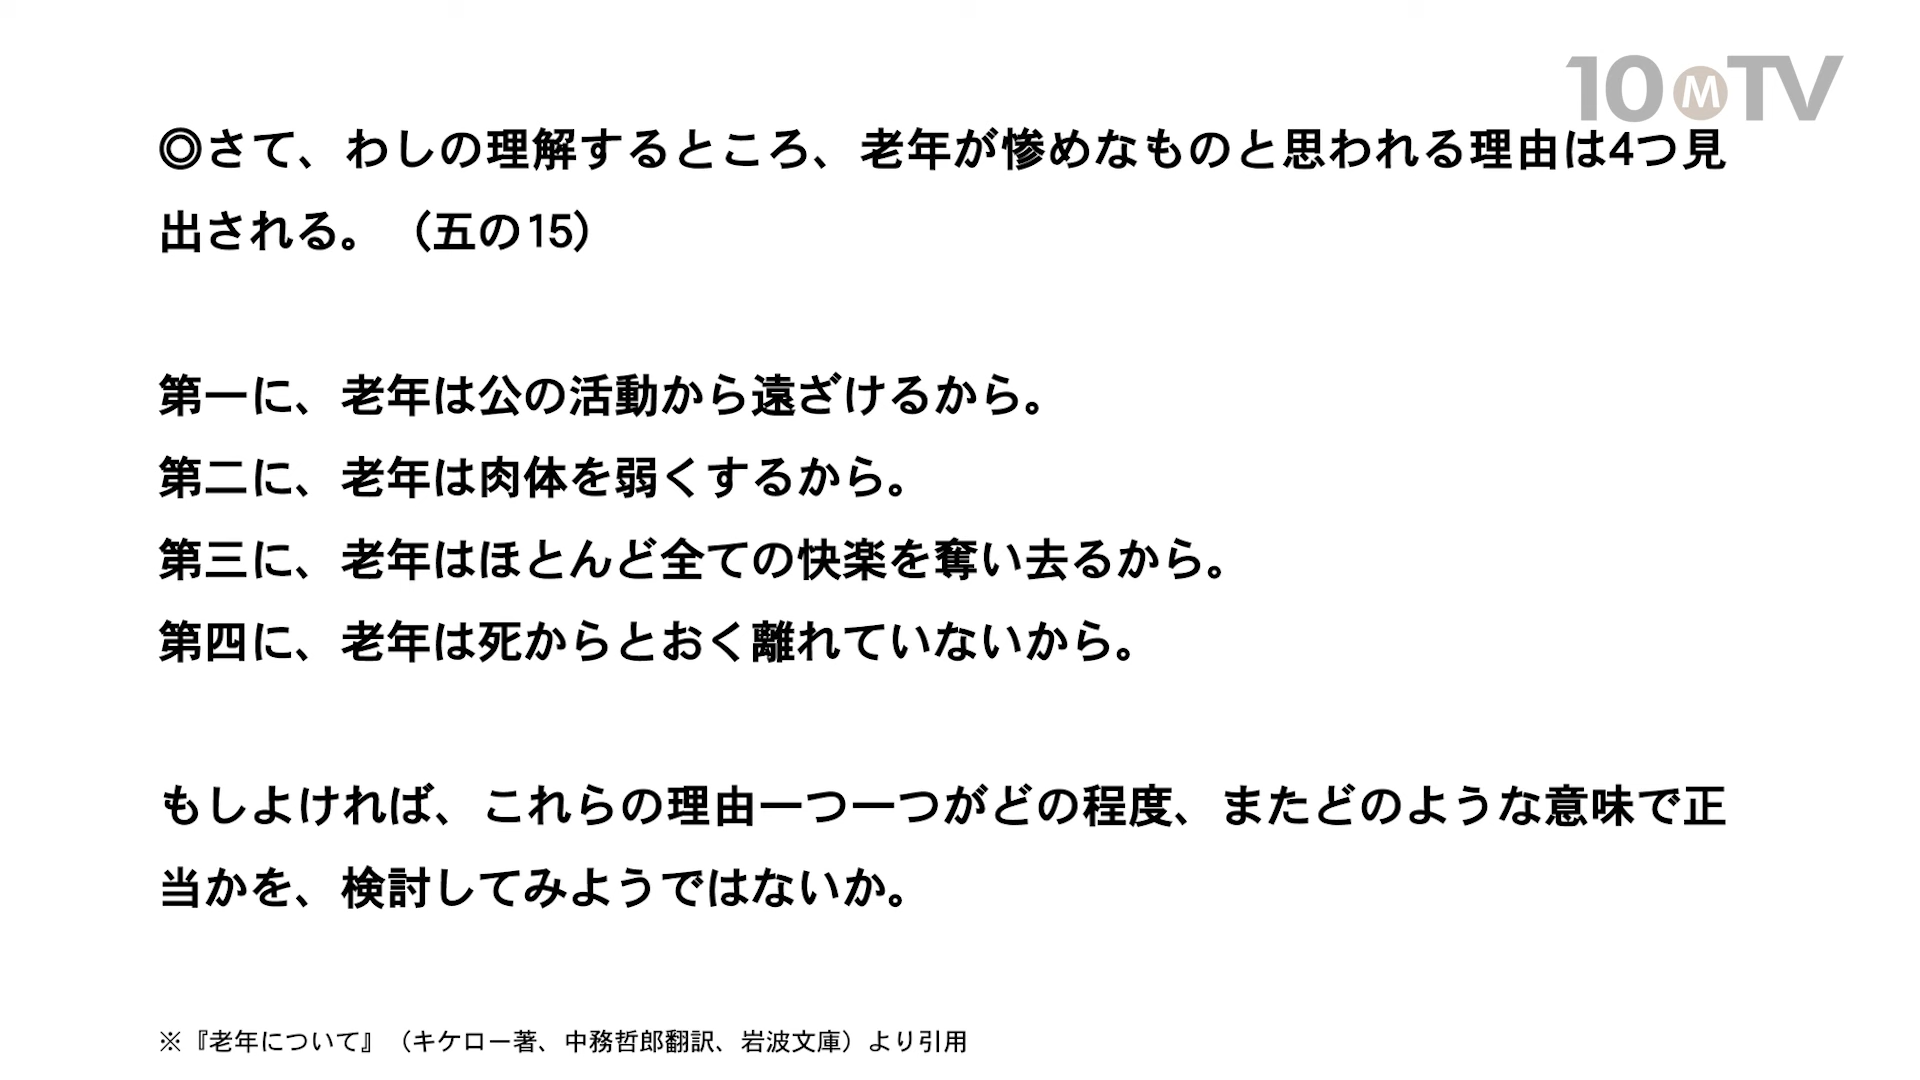 10MTV
◎さて、わしの理解するところ、老年が惨めなものと思われる理由は4つ見
出される。（五の15）
第一に、老年は公の活動から遠ざけるから。
第二に、老年は肉体を弱くするから。
第三に、老年はほとんど全ての快楽を奪い去るから。
第四に、老年は死からとおく離れていないから。
もしよければ、これらの理由一つ一つがどの程度、またどのような意味で正
当かを、検討してみようではないか。
※『老年について』（キケロー著、中務哲郎翻訳、岩波文庫）より引用